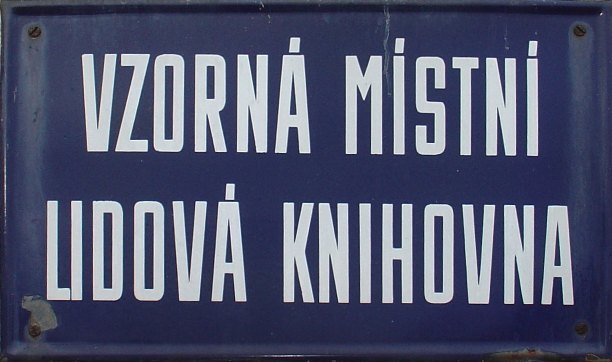 VZORNÁ MÍSTNÍ
LIDOVÁ KNIHOVNA